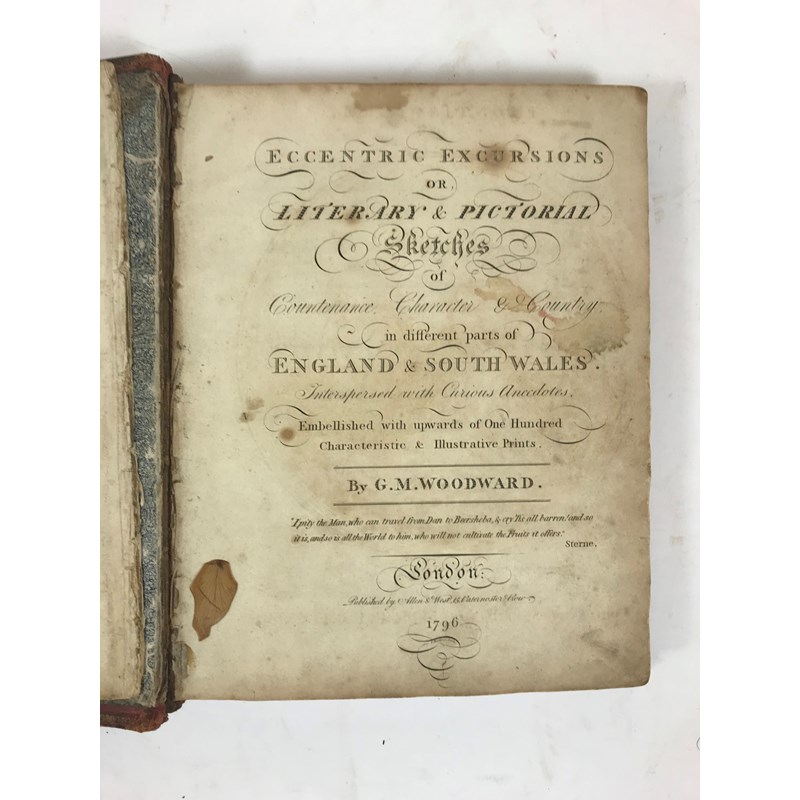 ECCENTRIC EXCURSIONS
OR,
LITERARY & PICTORIAL
Sketches
of
Countenance, Character & Country,
in different parts of
ENGLAND & SOUTH WALES.
Interspersed with Curious Anecdotes.
Embellished with upwards of One Hundred
Characteristic & Illustrative Prints.
By G.M.WOODWARD.
"I pity the Man, who can travel from Dan to Beersheba, & cry 'Tis all barren! and so
it is, and so is all the World to him, who will not cultivate the Fruits it offers."
Sterne.
London:
Published by Allen & West, 15 Paternoster Row
1796